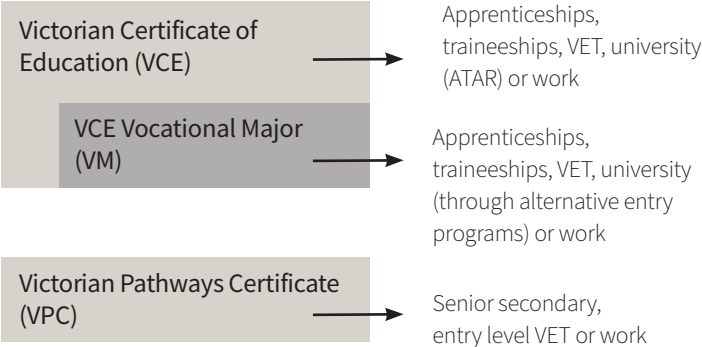 Victorian Certificate of
Education (VCE)
Apprenticeships,
traineeships, VET, university
(ATAR) or work
VCE Vocational Major
(VM)
Apprenticeships,
traineeships, VET, university
(through alternative entry
programs) or work
Victorian Pathways Certificate
(VPC)
Senior secondary,
entry level VET or work